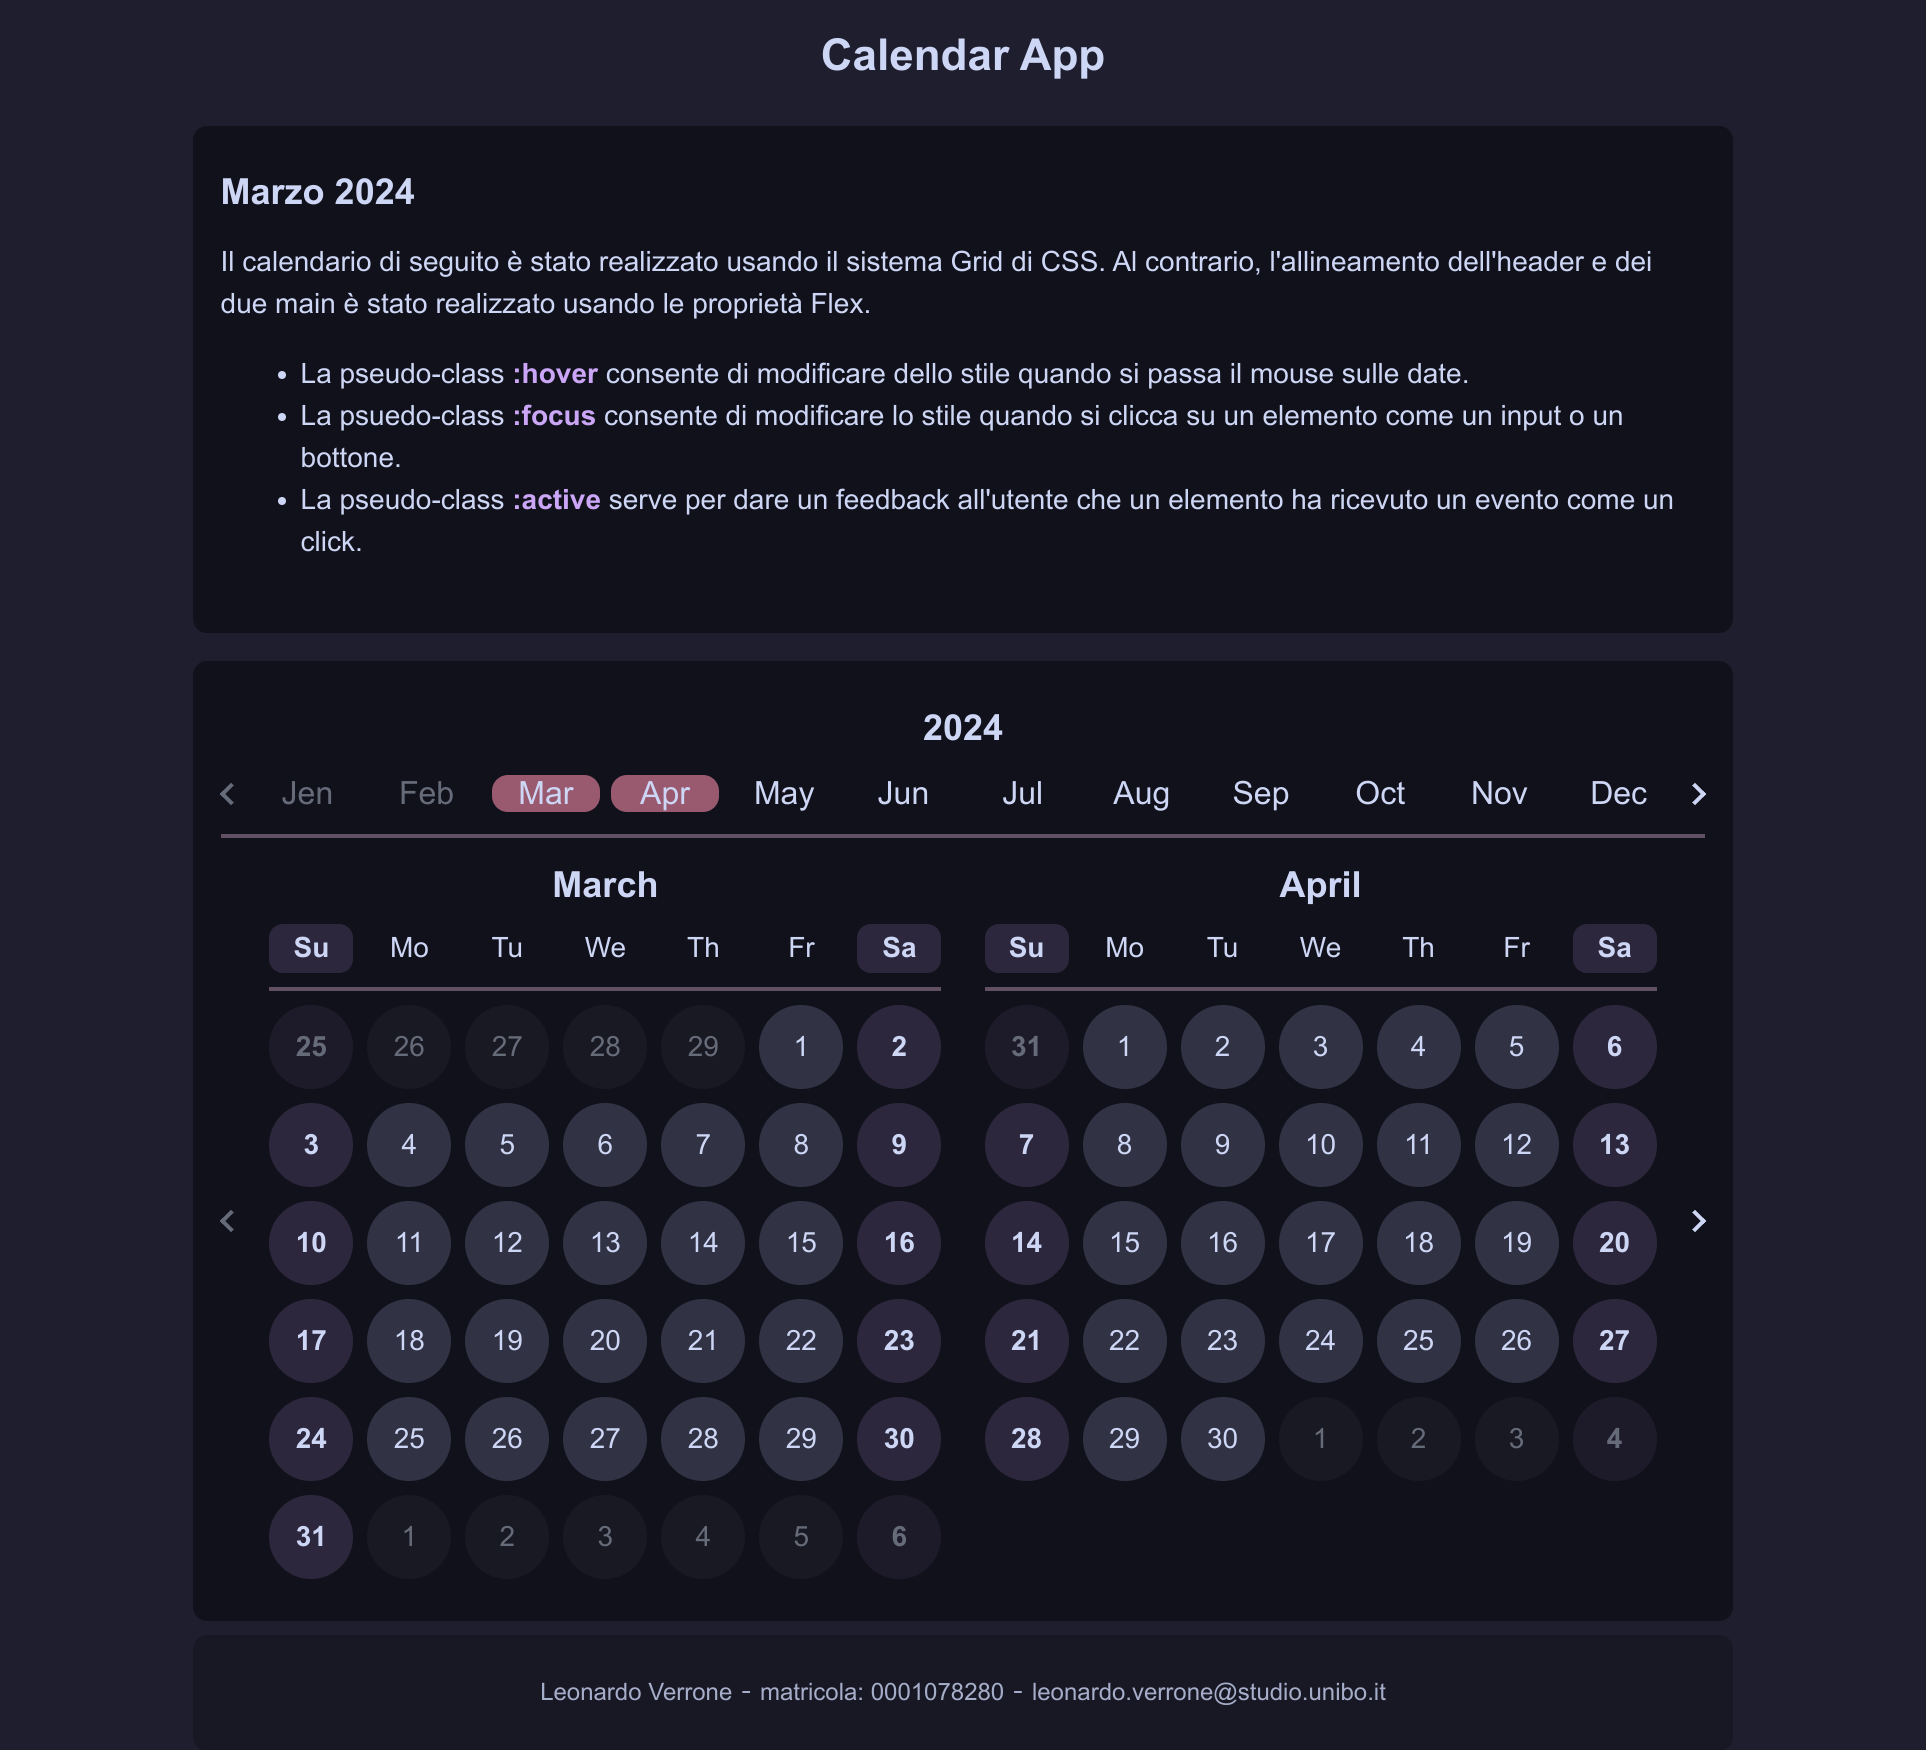 Calendar App
Marzo 2024
Il calendario di seguito è stato realizzato usando il sistema Grid di CSS. Al contrario, l'allineamento dell'header e dei
due main è stato realizzato usando le proprietà Flex.
• La pseudo-class :hover consente di modificare dello stile quando si passa il mouse sulle date.
• La psuedo-class :focus consente di modificare lo stile quando si clicca su un elemento come un input o un
bottone.
• La pseudo-class :active serve per dare un feedback all'utente che un elemento ha ricevuto un evento come un
click.
2024
Jen Feb Mar Apr May Jun Jul Aug Sep Oct Nov Dec
March
Su Mo Tu We Th Fr Sa
25 26 27 28 29 1 2
3 4 5 6 7 8 9
10 11 12 13 14 15 16
17 18 19 20 21 22 23
24 25 26 27 28 29 30
31 1 2 3 4 5 6
April
Su Mo Tu We Th Fr Sa
31 1 2 3 4 5 6
7 8 9 10 11 12 13
14 15 16 17 18 19 20
21 22 23 24 25 26 27
28 29 30 1 2 3 4
Leonardo Verrone - matricola: 0001078280 - leonardo.verrone@studio.unibo.it